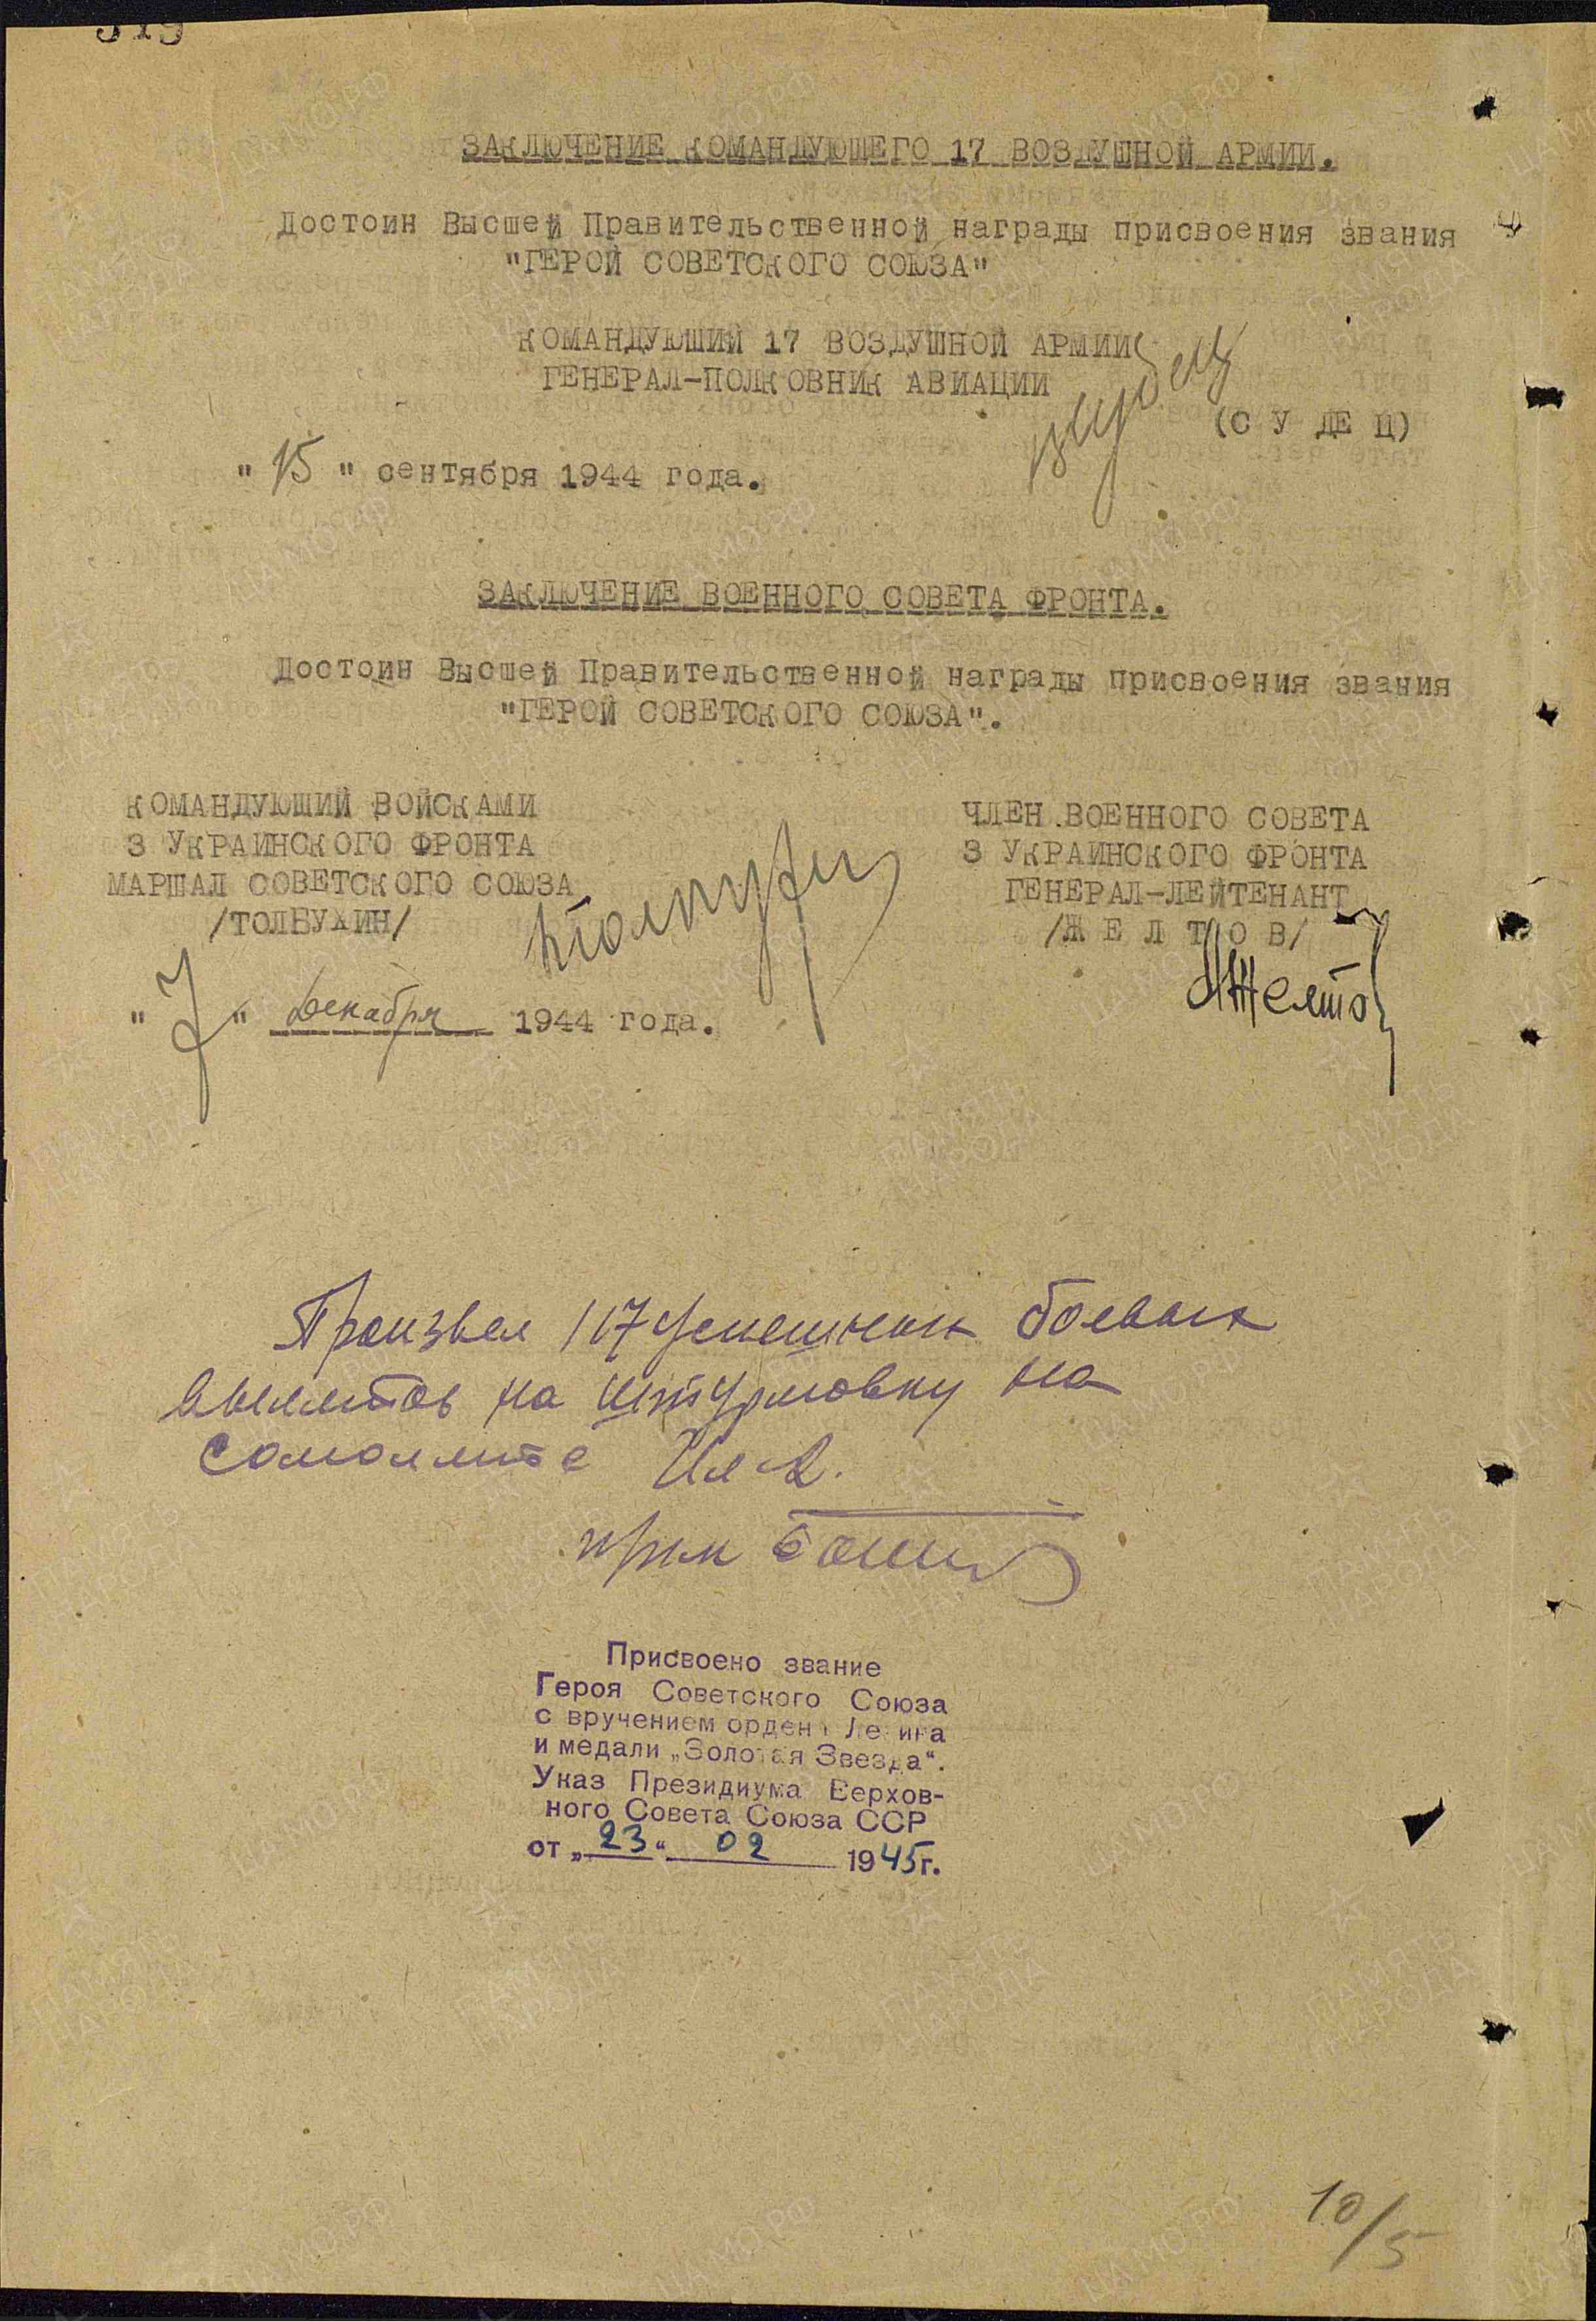 ЗАКЛЮЧЕНИЕ КОМАНДУЮЩЕГО 17 ВОЗДУШНОЙ АРМИИ.
Достоин Высшей Правительственной награды присвоения звания
"ГЕРОЙ СОВЕТСКОГО СОЮЗА"
КОМАНДУЮЩИЙ 17 ВОЗДУШНОЙ АРМИИ
ГЕНЕРАЛ-ПОЛКОВНИК АВИАЦИИ
(С У ДЕ Ц)
"15" сентября 1944 года.
ЗАКЛЮЧЕНИЕ ВОЕННОГО СОВЕТА ФРОНТА.
Достоин Высшей Правительственной награды присвоения звания
"ГЕРОЙ СОВЕТСКОГО СОЮЗА".
КОМАНДУЮЩИЙ ВОЙСКАМИ
3 УКРАИНСКОГО ФРОНТА
МАРШАЛ СОВЕТСКОГО СОЮЗА
/ТОЛБУХИН/
ЧЛЕН ВОЕННОГО СОВЕТА
3 УКРАИНСКОГО ФРОНТА
ГЕНЕРАЛ-ЛЕЙТЕНАНТ
/Ж Е Л Т О В/
"7" декабря 1944 года.
Произвел 117 успешных боевых
вылетов на штурмовку на
самолете Ил-2.
Присвоено звание
Героя Советского Союза
с вручением ордена Ленина
и медали „Золотая Звезда“.
Указ Президиума Верхов-
ного Совета Союза ССР
от „23“ 02 1945г.
10/5